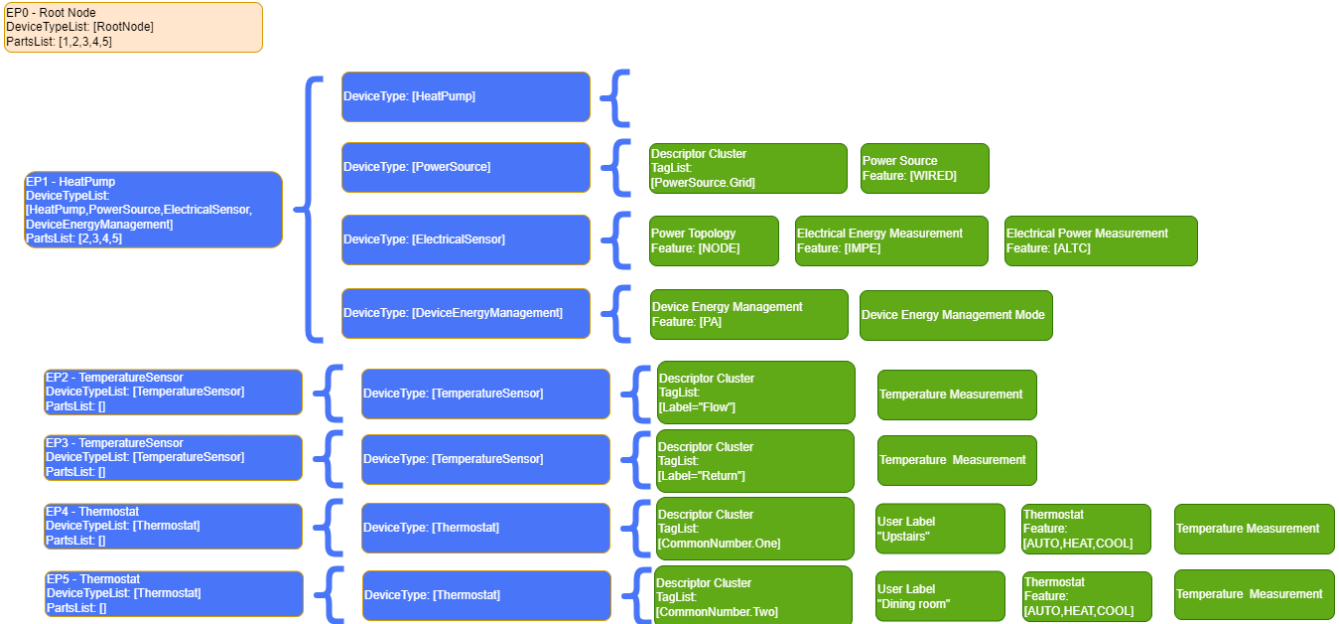 EP0 - Root Node
DeviceTypeList: [RootNode]
PartsList: [1,2,3,4,5]
EP1 - HeatPump
DeviceTypeList:
[HeatPump,PowerSource,ElectricalSensor,
DeviceEnergyManagement]
PartsList: [2,3,4,5]
DeviceType: [HeatPump]
DeviceType: [PowerSource]
Descriptor Cluster
TagList:
[PowerSource.Grid]
Power Source
Feature: [WIRED]
DeviceType: [ElectricalSensor]
Power Topology
Feature: [NODE]
Electrical Energy Measurement
Feature: [IMPE]
Electrical Power Measurement
Feature: [ALTC]
DeviceType: [DeviceEnergyManagement]
Device Energy Management
Feature: [PA]
Device Energy Management Mode
EP2 - TemperatureSensor
DeviceTypeList: [TemperatureSensor]
PartsList: []
DeviceType: [TemperatureSensor]
Descriptor Cluster
TagList:
[Label="Flow"]
Temperature Measurement
EP3 - TemperatureSensor
DeviceTypeList: [TemperatureSensor]
PartsList: []
DeviceType: [TemperatureSensor]
Descriptor Cluster
TagList:
[Label="Return"]
Temperature  Measurement
EP4 - Thermostat
DeviceTypeList: [Thermostat]
PartsList: []
DeviceType: [Thermostat]
Descriptor Cluster
TagList:
[CommonNumber.One]
User Label
"Upstairs"
Thermostat
Feature:
[AUTO,HEAT,COOL]
Temperature Measurement
EP5 - Thermostat
DeviceTypeList: [Thermostat]
PartsList: []
DeviceType: [Thermostat]
Descriptor Cluster
TagList:
[CommonNumber.Two]
User Label
"Dining room"
Thermostat
Feature:
[AUTO,HEAT,COOL]
Temperature  Measurement